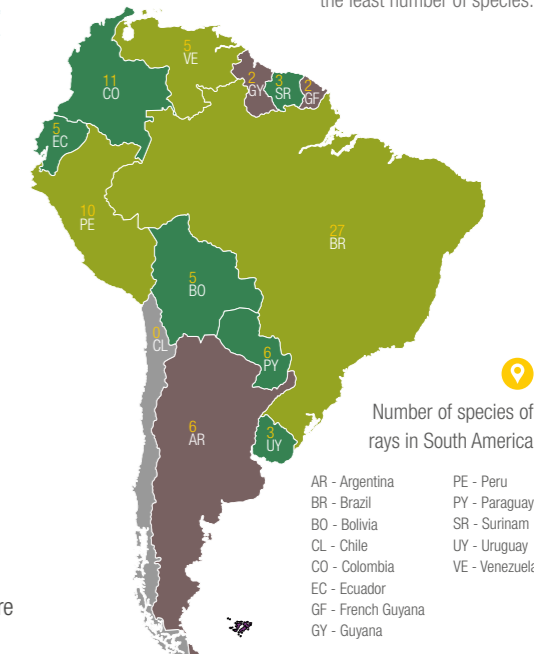 the least number of species.
5
VE
11
CO
2
GY
3
SR
2
GF
5
EC
10
PE
27
BR
5
BO
0
CL
6
PY
6
AR
3
UY
Number of species of
rays in South America
AR - Argentina
BR - Brazil
BO - Bolivia
CL - Chile
CO - Colombia
EC - Ecuador
GF - French Guyana
GY - Guyana
PE - Peru
PY - Paraguay
SR - Surinam
UY - Uruguay
VE - Venezuela
re